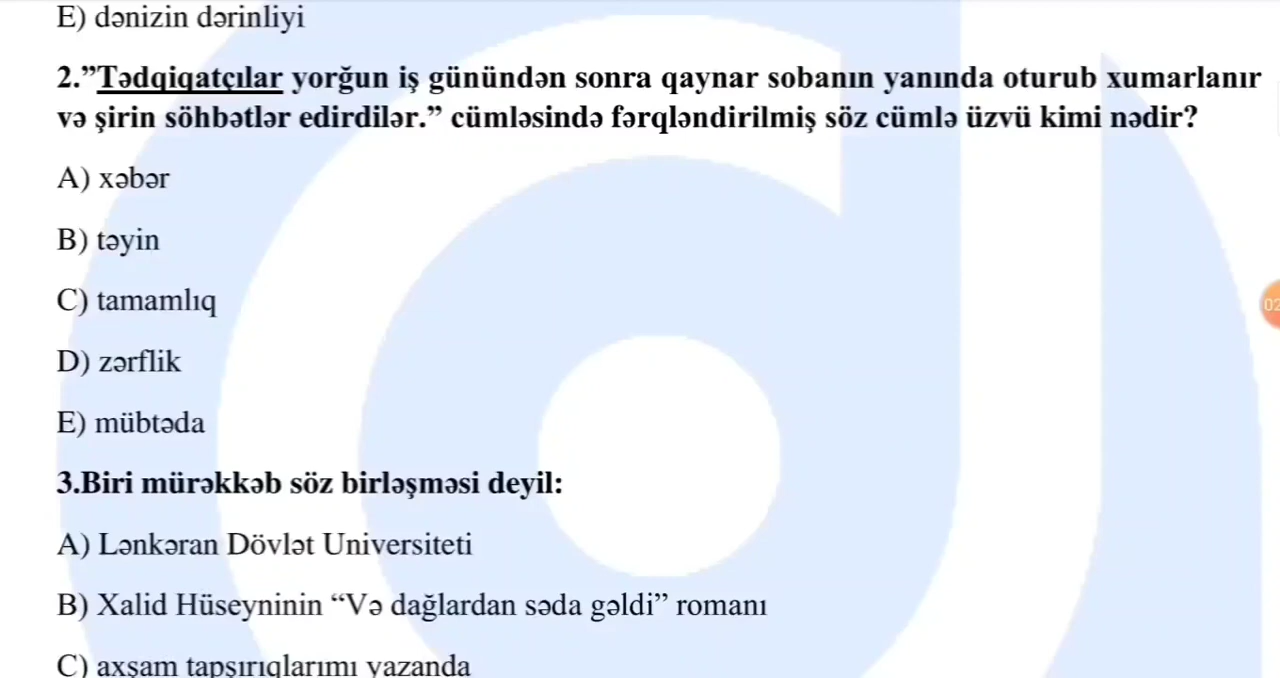 E) dənizin dərinliyi
2.”Tədqiqatçılar yorğun iş günündən sonra qaynar sobanın yanında oturub xumarlanır
və şirin söhbətlər edirdilər.” cümləsində fərqləndirilmiş söz cümlə üzvü kimi nədir?
A) xəbər
B) təyin
C) tamamlıq
D) zərflik
E) mübtəda
3.Biri mürəkkəb söz birləşməsi deyil:
A) Lənkəran Dövlət Universiteti
B) Xalid Hüseyninin “Və dağlardan səda gəldi” romanı
C) axşam tapşırıqlarımı yazanda
02